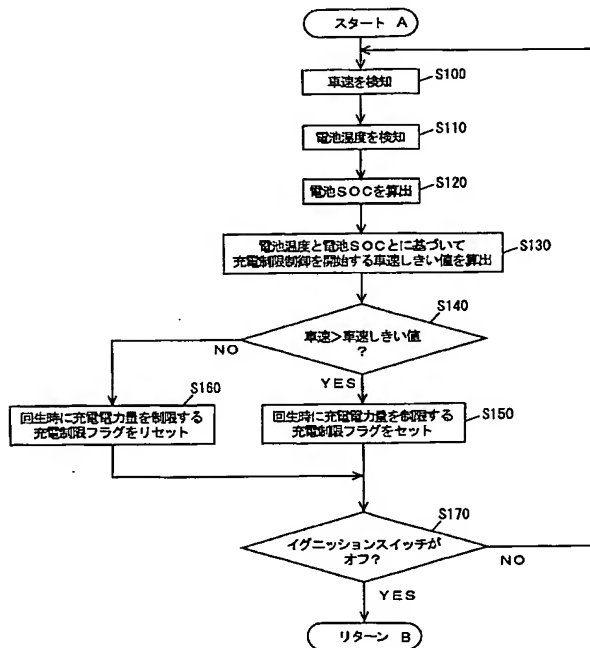 スタート A
車速を検知
S100
電池温度を検知
S110
電池SOCを算出
S120
電池温度と電池SOCとに基づいて
充電制限制御を開始する車速しきい値を算出
S130
S140
車速>車速しきい値
?
NO
YES
S160
回生時に充電電力量を制限する
充電制限フラグをリセット
回生時に充電電力量を制限する
充電制限フラグをセット
S150
S170
イグニッションスイッチが
オフ?
NO
YES
リターン B